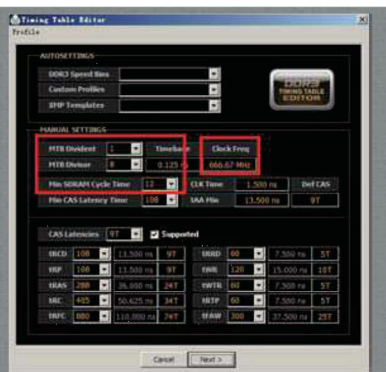 Timing Table Editor
Profile
AUTOSETTINGS
DDR3 Speed Bins
Custom Profiles
XMP Templates
DDR3
TIMING TABLE
EDITOR
MANUAL SETTINGS
MTB Divident 1 Timebase Clock Freq
MTB Divisor 8 0.125 ns 666.67 MHz
Min SDRAM Cycle Time 12 CLK Time 1.500 ns Def CAS
Min CAS Latency Time 108 tAA Min 13.500 ns 9T
CAS Latencies 9T Supported
tRCD 108 13.500 ns 9T tRRD 60 7.500 ns 5T
tRP 108 13.500 ns 9T tWR 120 15.000 ns 10T
tRAS 288 36.000 ns 24T tWTR 60 7.500 ns 5T
tRC 405 50.625 ns 34T tRTP 60 7.500 ns 5T
tRFC 880 110.000 ns 74T tFAW 300 37.500 ns 25T
Cancel Next >